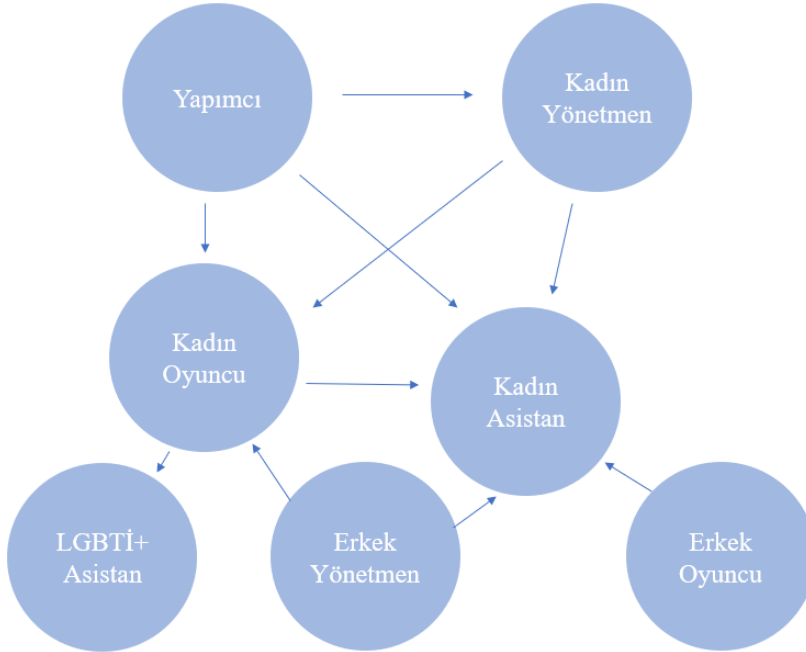 Yapımcı
Kadın
Yönetmen
Kadın
Oyuncu
Kadın
Asistan
LGBTİ+
Asistan
Erkek
Yönetmen
Erkek
Oyuncu